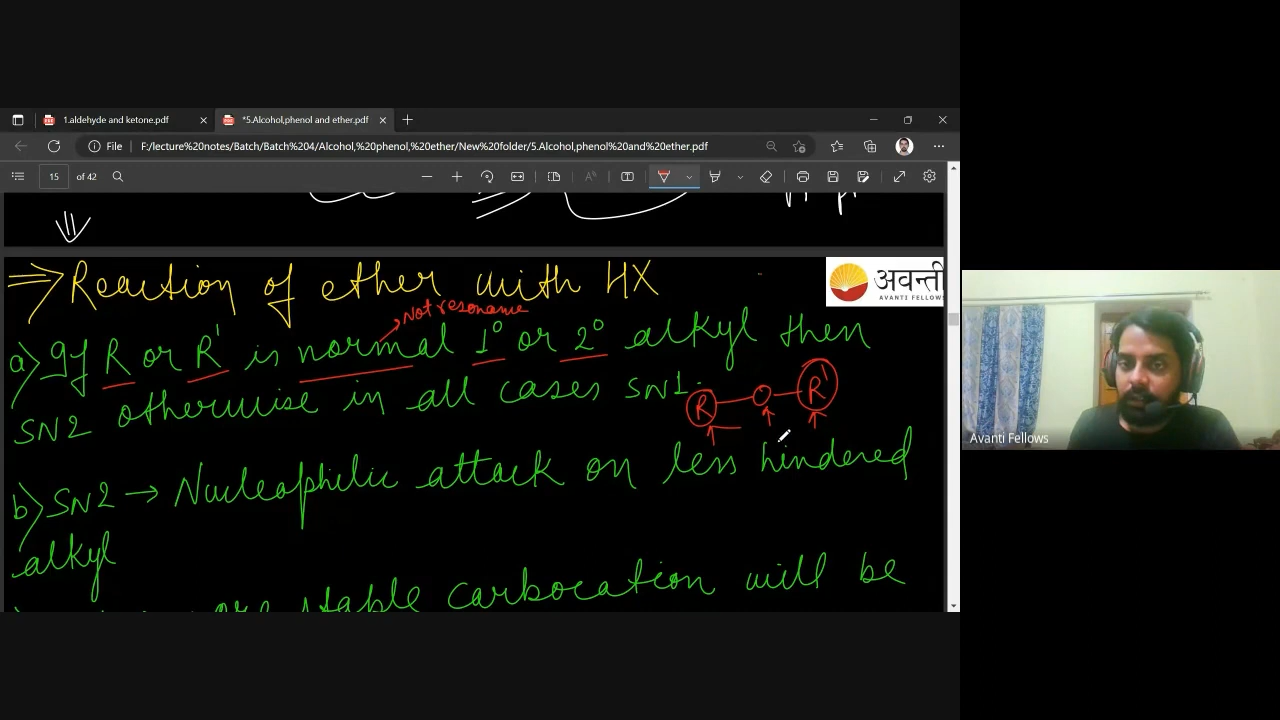 1.aldehyde and ketone.pdf
*5.Alcohol,phenol and ether.pdf
File
F:/lecture%20notes/Batch/Batch%204/Alcohol,%20phenol,%20ether/New%20folder/5.Alcohol,phenol%20and%20ether.pdf
15 of 42
⇒ Reaction of ether with HX
अवन्ती
AVANTI FELLOWS
Not resoname
a) If R or R' is normal 1° or 2° alkyl then
SN2 otherwise in all cases SN1.
R — O — R'
b) SN2 → Nucleophilic attack on less hindered
alkyl
stable carbocation will be
Avanti Fellows